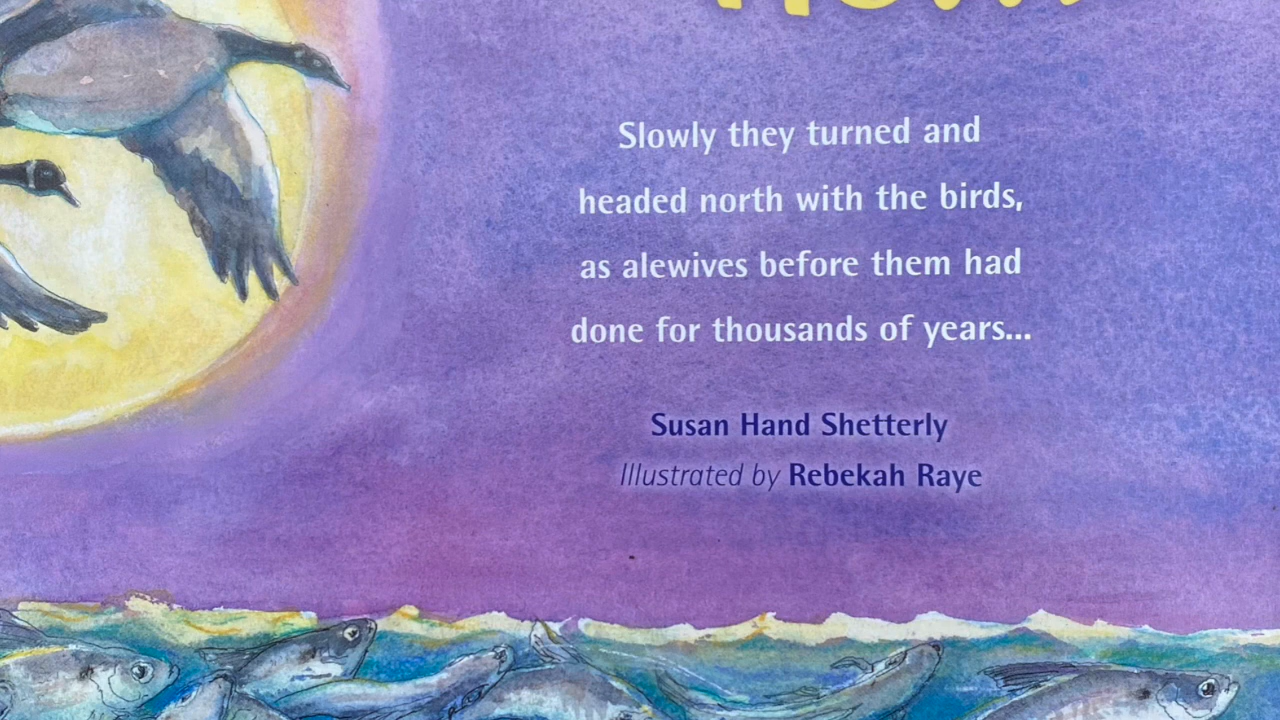 Slowly they turned and
headed north with the birds,
as alewives before them had
done for thousands of years...
Susan Hand Shetterly
Illustrated by Rebekah Raye